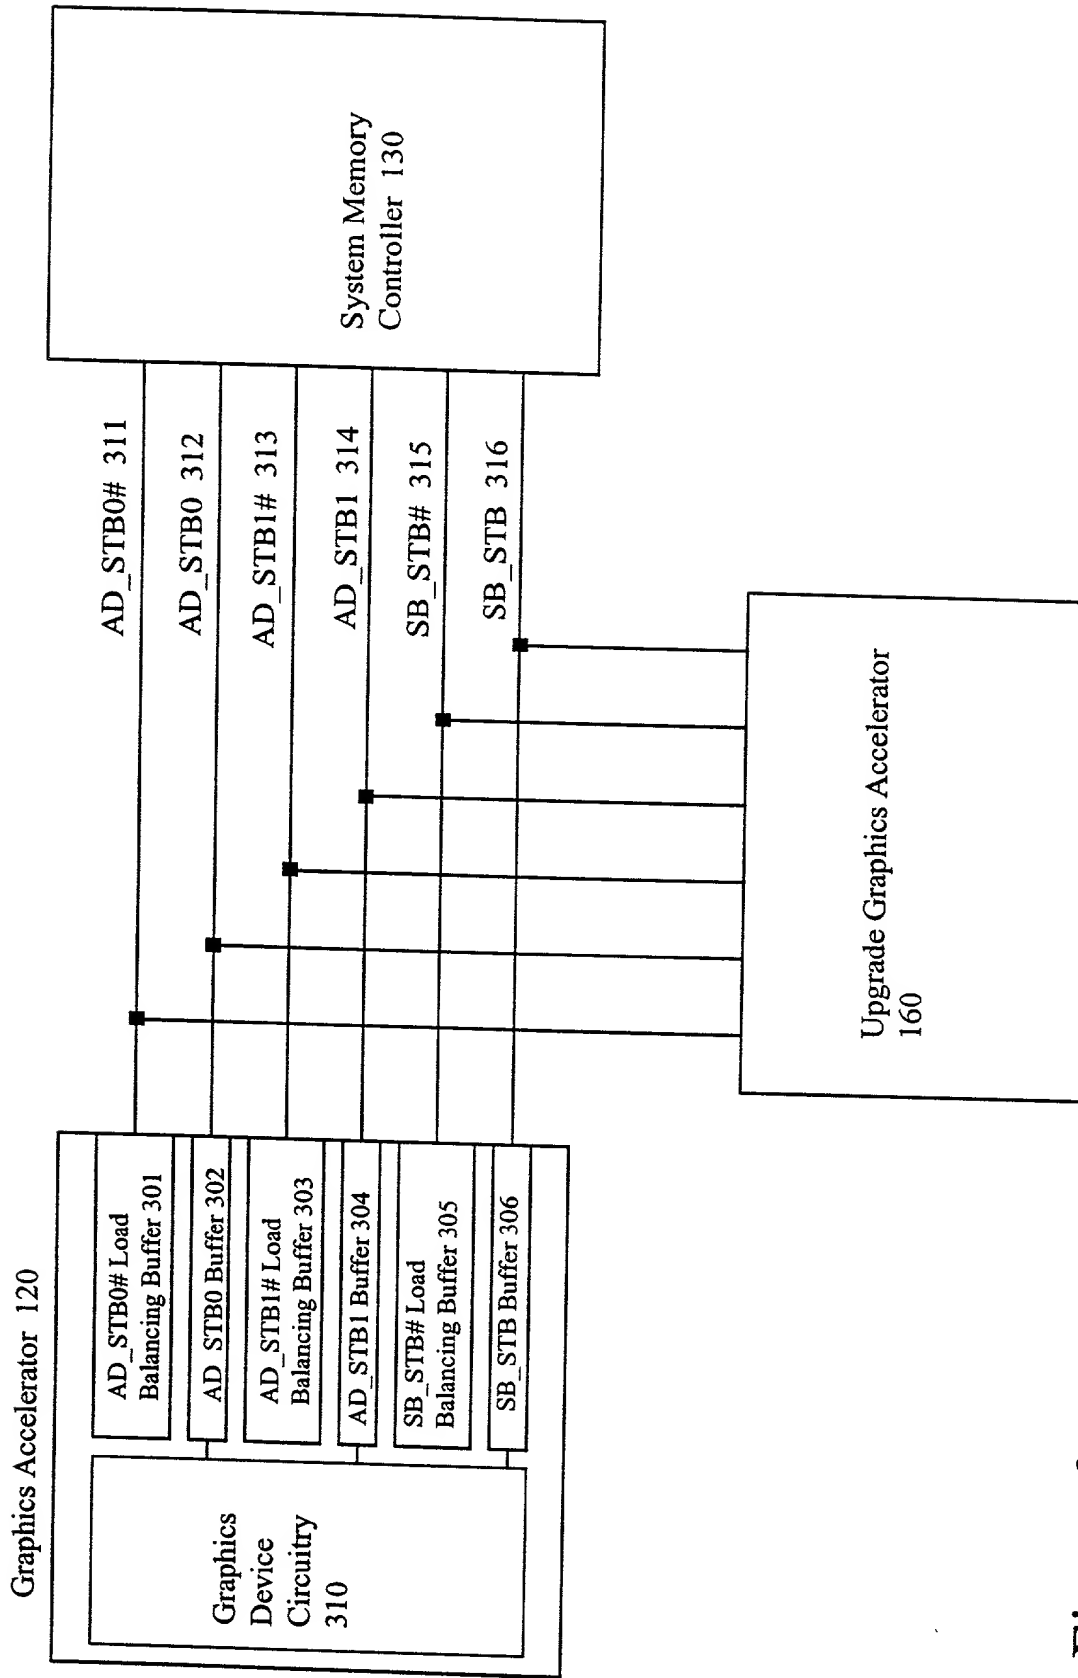 Graphics Accelerator 120
Graphics
Device
Circuitry
310
AD_STB0# Load
Balancing Buffer 301
AD_STB0 Buffer 302
AD_STB1# Load
Balancing Buffer 303
AD_STB1 Buffer 304
SB_STB# Load
Balancing Buffer 305
SB_STB Buffer 306
AD_STB0# 311
AD_STB0 312
AD_STB1# 313
AD_STB1 314
SB_STB# 315
SB_STB 316
System Memory
Controller 130
Upgrade Graphics Accelerator
160